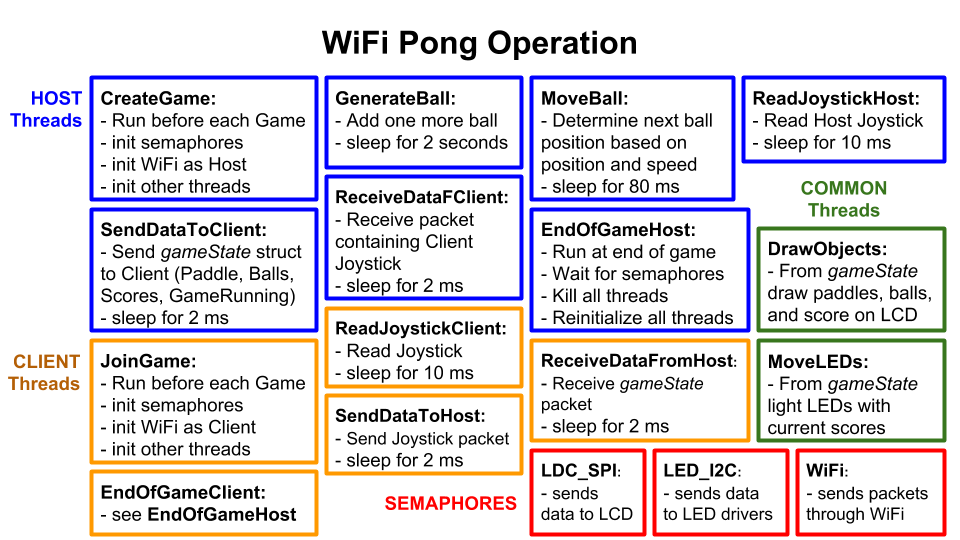 WiFi Pong Operation
HOST
Threads
CreateGame:
- Run before each Game
- init semaphores
- init WiFi as Host
- init other threads
GenerateBall:
- Add one more ball
- sleep for 2 seconds
MoveBall:
- Determine next ball
position based on
position and speed
- sleep for 80 ms
ReadJoystickHost:
- Read Host Joystick
- sleep for 10 ms
SendDataToClient:
- Send gameState struct
to Client (Paddle, Balls,
Scores, GameRunning)
- sleep for 2 ms
ReceiveDataFClient:
- Receive packet
containing Client
Joystick
- sleep for 2 ms
EndOfGameHost:
- Run at end of game
- Wait for semaphores
- Kill all threads
- Reinitialize all threads
COMMON
Threads
DrawObjects:
- From gameState
draw paddles, balls,
and score on LCD
CLIENT
Threads
JoinGame:
- Run before each Game
- init semaphores
- init WiFi as Client
- init other threads
ReadJoystickClient:
- Read Joystick
- sleep for 10 ms
SendDataToHost:
- Send Joystick packet
- sleep for 2 ms
ReceiveDataFromHost:
- Receive gameState
packet
- sleep for 2 ms
MoveLEDs:
- From gameState
light LEDs with
current scores
EndOfGameClient:
- see EndOfGameHost
SEMAPHORES
LDC_SPI:
- sends
data to LCD
LED_I2C:
- sends data
to LED drivers
WiFi:
- sends packets
through WiFi